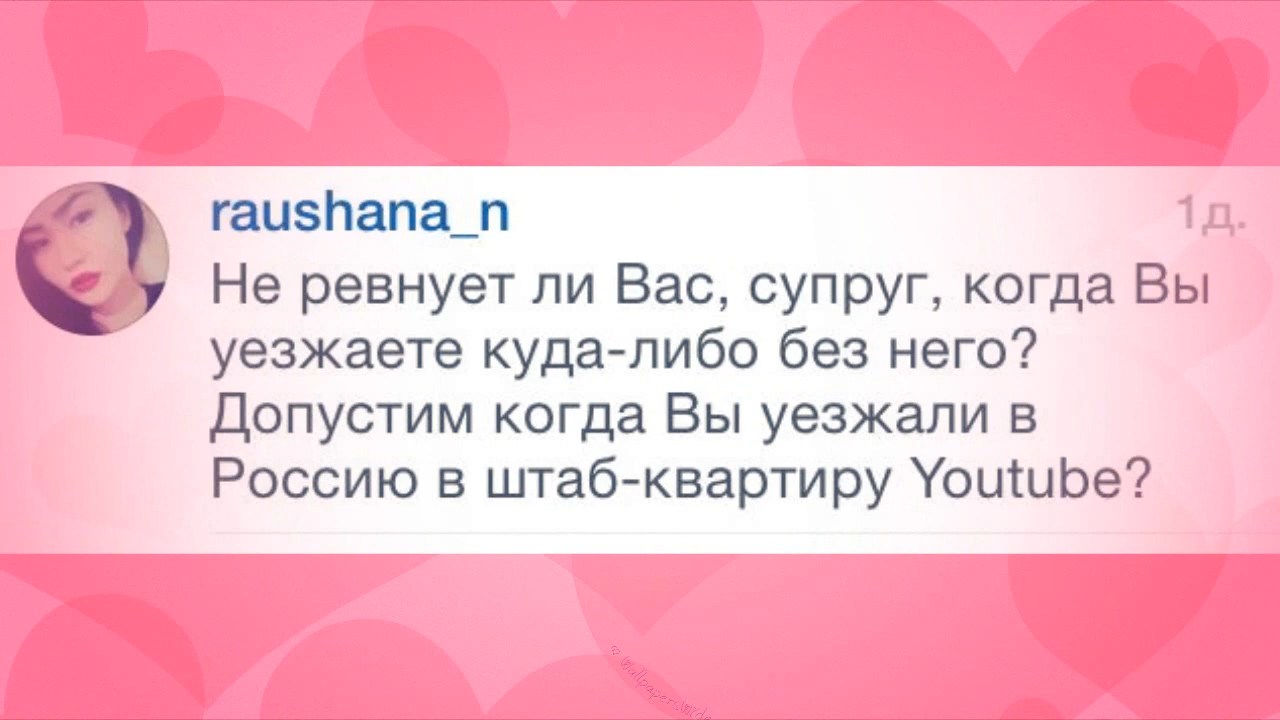 raushana_n
1д.
Не ревнует ли Вас, супруг, когда Вы
уезжаете куда-либо без него?
Допустим когда Вы уезжали в
Россию в штаб-квартиру Youtube?